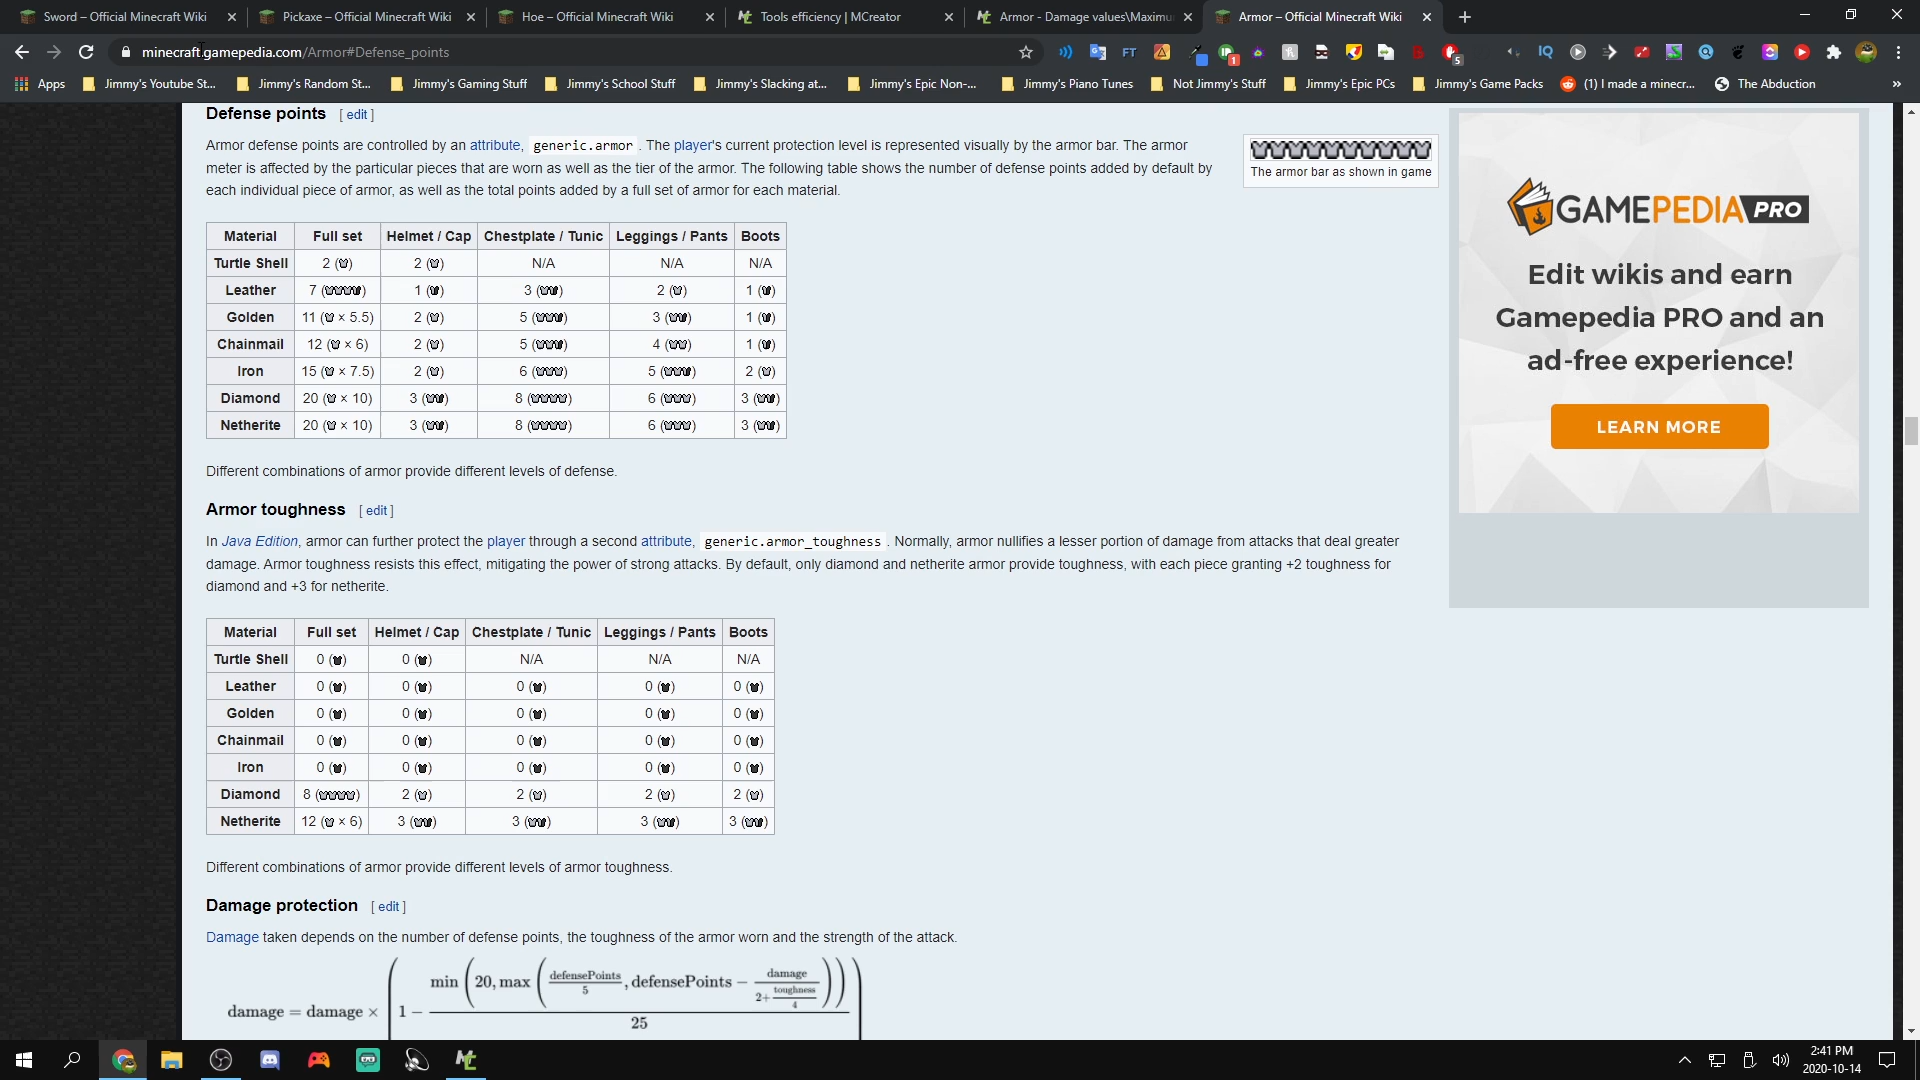 Sword – Official Minecraft Wiki
Pickaxe – Official Minecraft Wiki
Hoe – Official Minecraft Wiki
Tools efficiency | MCreator
Armor - Damage values\Maximu
Armor – Official Minecraft Wiki
minecraft.gamepedia.com/Armor#Defense_points
Apps
Jimmy's Youtube St...
Jimmy's Random St...
Jimmy's Gaming Stuff
Jimmy's School Stuff
Jimmy's Slacking at...
Jimmy's Epic Non-...
Jimmy's Piano Tunes
Not Jimmy's Stuff
Jimmy's Epic PCs
Jimmy's Game Packs
(1) I made a minecr...
The Abduction
Defense points [ edit ]
Armor defense points are controlled by an attribute, generic.armor . The player's current protection level is represented visually by the armor bar. The armor
meter is affected by the particular pieces that are worn as well as the tier of the armor. The following table shows the number of defense points added by default by
each individual piece of armor, as well as the total points added by a full set of armor for each material.
The armor bar as shown in game
Material Full set Helmet / Cap Chestplate / Tunic Leggings / Pants Boots
Turtle Shell 2 () 2 () N/A N/A N/A
Leather 7 () 1 () 3 () 2 () 1 ()
Golden 11 ( × 5.5) 2 () 5 () 3 () 1 ()
Chainmail 12 ( × 6) 2 () 5 () 4 () 1 ()
Iron 15 ( × 7.5) 2 () 6 () 5 () 2 ()
Diamond 20 ( × 10) 3 () 8 () 6 () 3 ()
Netherite 20 ( × 10) 3 () 8 () 6 () 3 ()
Different combinations of armor provide different levels of defense.
Armor toughness [ edit ]
In Java Edition, armor can further protect the player through a second attribute, generic.armor_toughness . Normally, armor nullifies a lesser portion of damage from attacks that deal greater
damage. Armor toughness resists this effect, mitigating the power of strong attacks. By default, only diamond and netherite armor provide toughness, with each piece granting +2 toughness for
diamond and +3 for netherite.
Material Full set Helmet / Cap Chestplate / Tunic Leggings / Pants Boots
Turtle Shell 0 () 0 () N/A N/A N/A
Leather 0 () 0 () 0 () 0 () 0 ()
Golden 0 () 0 () 0 () 0 () 0 ()
Chainmail 0 () 0 () 0 () 0 () 0 ()
Iron 0 () 0 () 0 () 0 () 0 ()
Diamond 8 () 2 () 2 () 2 () 2 ()
Netherite 12 ( × 6) 3 () 3 () 3 () 3 ()
Different combinations of armor provide different levels of armor toughness.
Damage protection [ edit ]
Damage taken depends on the number of defense points, the toughness of the armor worn and the strength of the attack.
damage = damage × (1 − min(20, max(defensePoints/5, defensePoints − damage/(2+toughness/4)))/25
GAMEPEDIA PRO
Edit wikis and earn
Gamepedia PRO and an
ad-free experience!
LEARN MORE
2:41 PM
2020-10-14